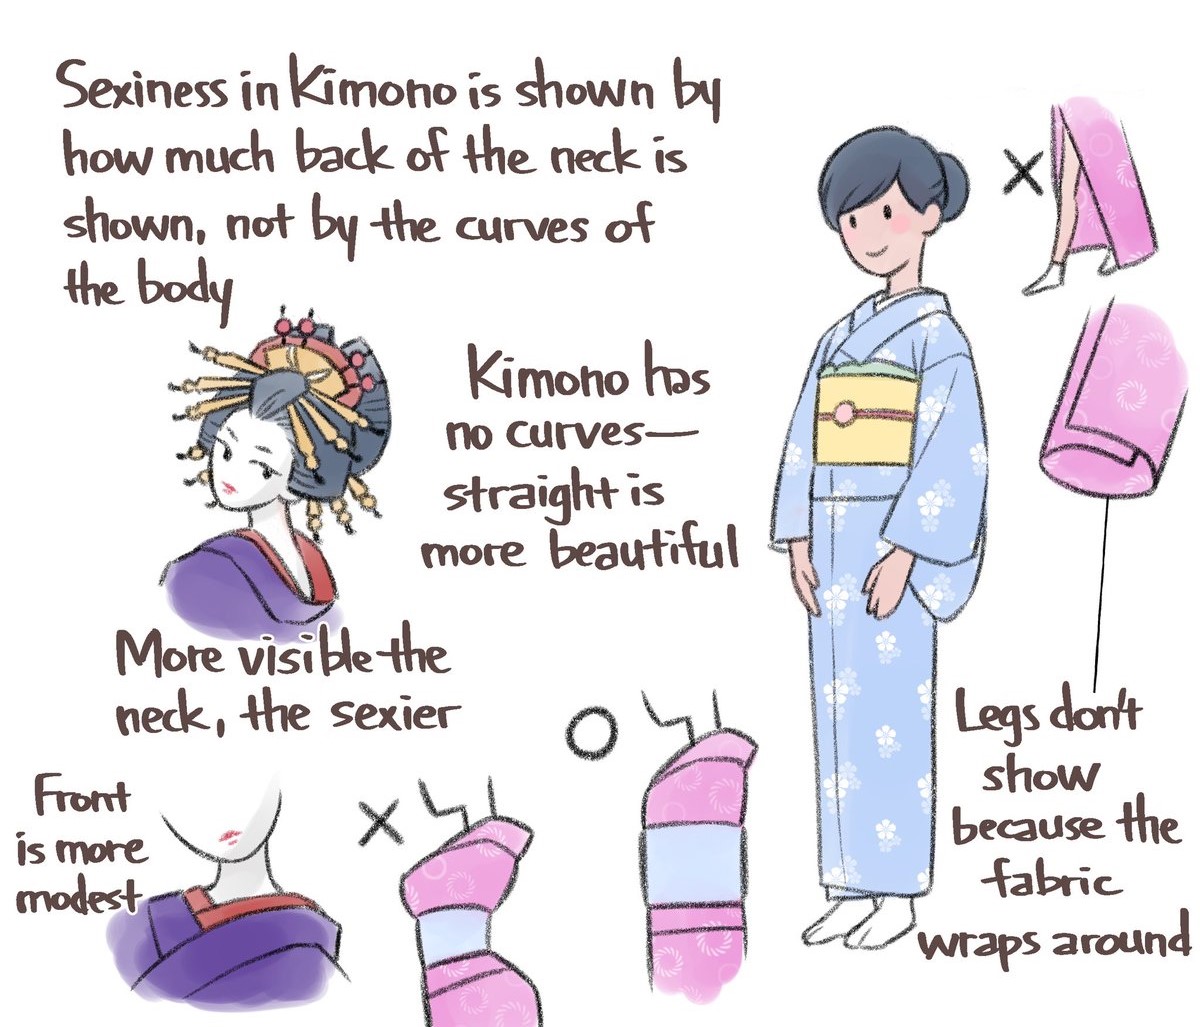 Sexiness in Kimono is shown by
how much back of the neck is
shown, not by the curves of
the body
Kimono has
no curves—
straight is
more beautiful
More visible the
neck, the sexier
Front
is more
modest
Legs don't
show
because the
fabric
wraps around